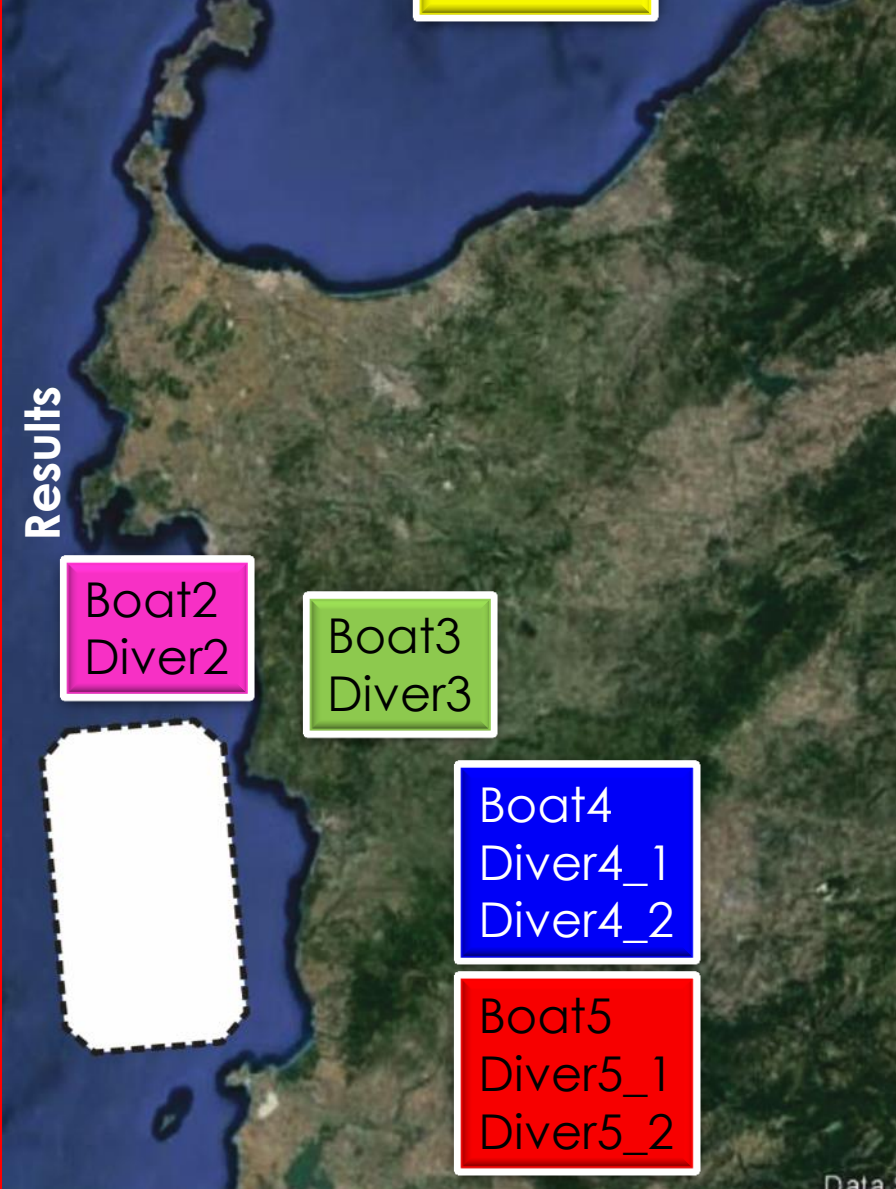 Results
Boat2
Diver2
Boat3
Diver3
Boat4
Diver4_1
Diver4_2
Boat5
Diver5_1
Diver5_2
Data